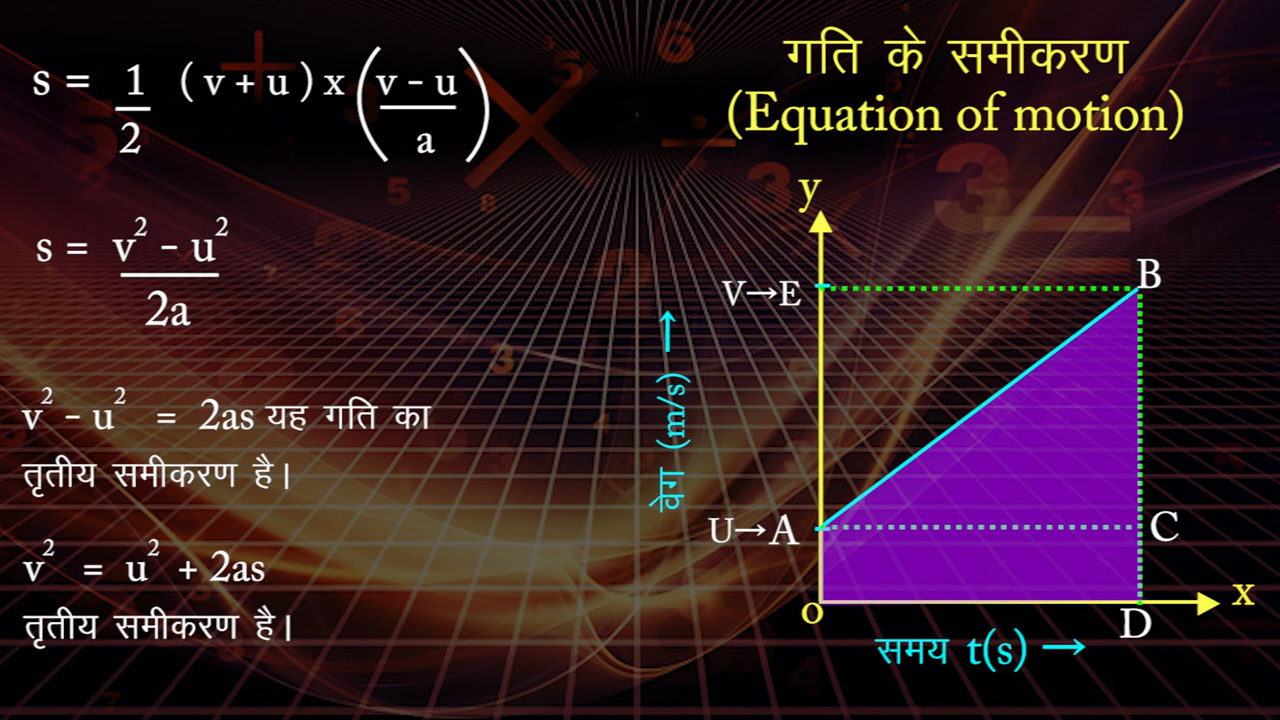 s = 1/2 ( v + u ) x ( v - u / a )
s = v² - u² / 2a
v² - u² = 2as यह गति का
तृतीय समीकरण है।
v² = u² + 2as
तृतीय समीकरण है।
गति के समीकरण
(Equation of motion)
y
V→E
B
वेग (m/s) →
U→A
C
O
D
x
समय t(s) →